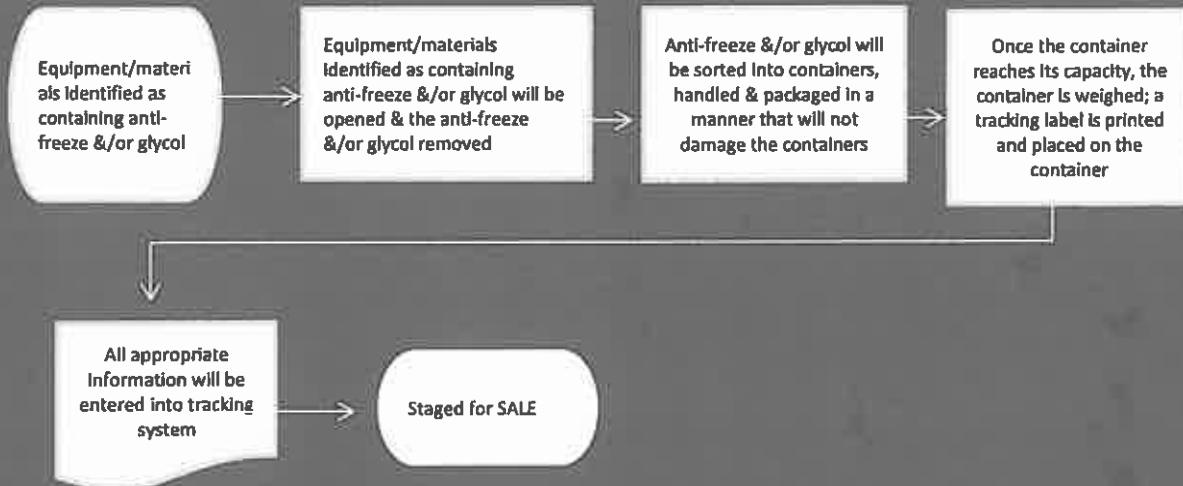 Equipment/materi
als identified as
containing anti-
freeze &/or glycol
Equipment/materials
identified as containing
anti-freeze &/or glycol will be
opened & the anti-freeze
&/or glycol removed
Anti-freeze &/or glycol will
be sorted into containers,
handled & packaged in a
manner that will not
damage the containers
Once the container
reaches its capacity, the
container is weighed; a
tracking label is printed
and placed on the
container
All appropriate
information will be
entered into tracking
system
Staged for SALE